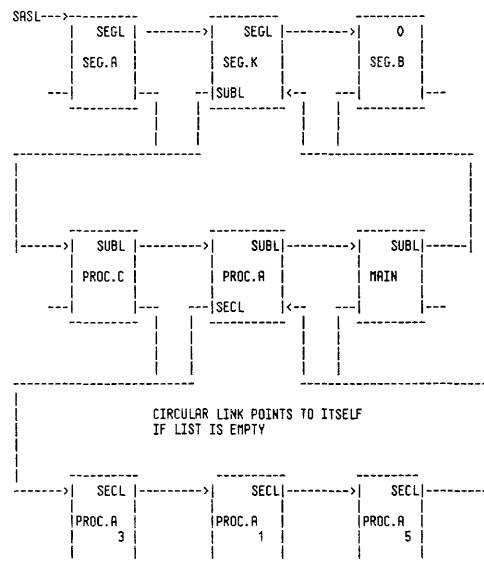 SASL--->| SEGL | -------->| SEGL |-------->| 0 |
SEG.A SEG.K SEG.B
SUBL
SUBL SUBL SUBL
PROC.C PROC.A MAIN
SECL
CIRCULAR LINK POINTS TO ITSELF
IF LIST IS EMPTY
SECL SECL SECL
PROC.A PROC.A PROC.A
3 1 5